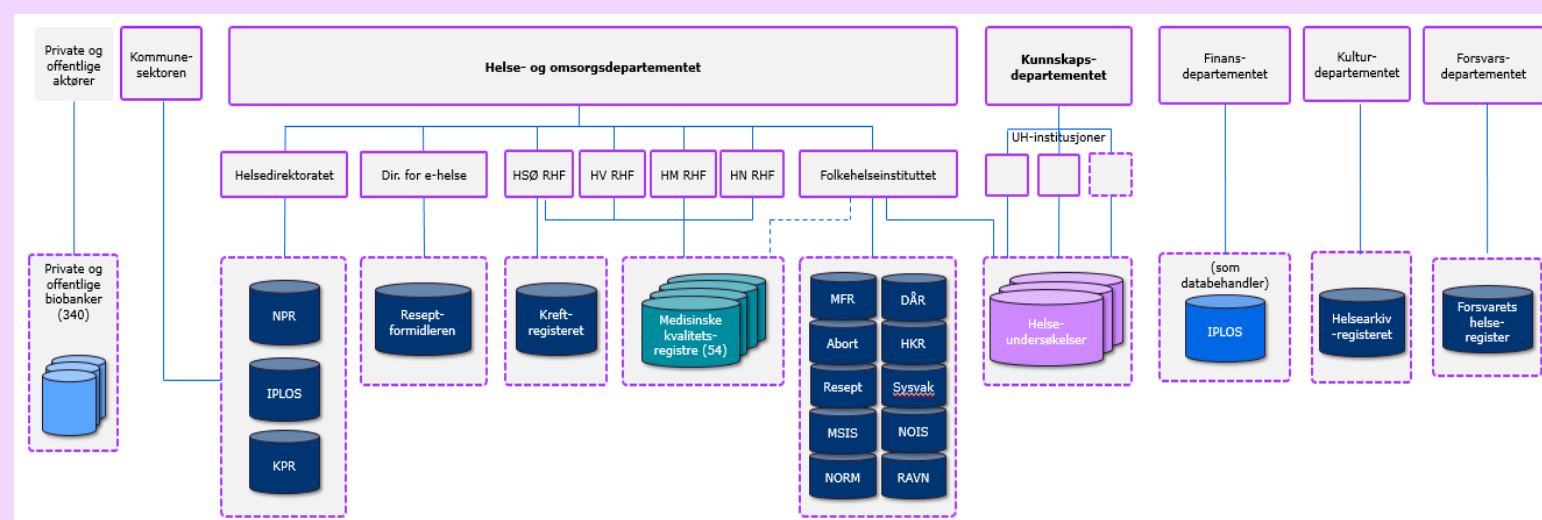 Private og
offentlige
aktører
Kommune-
sektoren
Helse- og omsorgsdepartementet
Kunnskaps-
departementet
Finans-
departementet
Kultur-
departementet
Forsvars-
departementet
UH-institusjoner
Helsedirektoratet
Dir. for e-helse
HSØ RHF
HV RHF
HM RHF
HN RHF
Folkehelseinstituttet
Private og
offentlige
biobanker
(340)
NPR
IPLOS
KPR
Resept-
formidleren
Kreft-
registeret
Medisinske
kvalitets-
registre (54)
MFR
DÅR
Abort
HKR
Resept
Sysvak
MSIS
NOIS
NORM
RAVN
Helse-
undersøkelser
(som
databehandler)
IPLOS
Helsearkiv
-registeret
Forsvarets
helse-
register